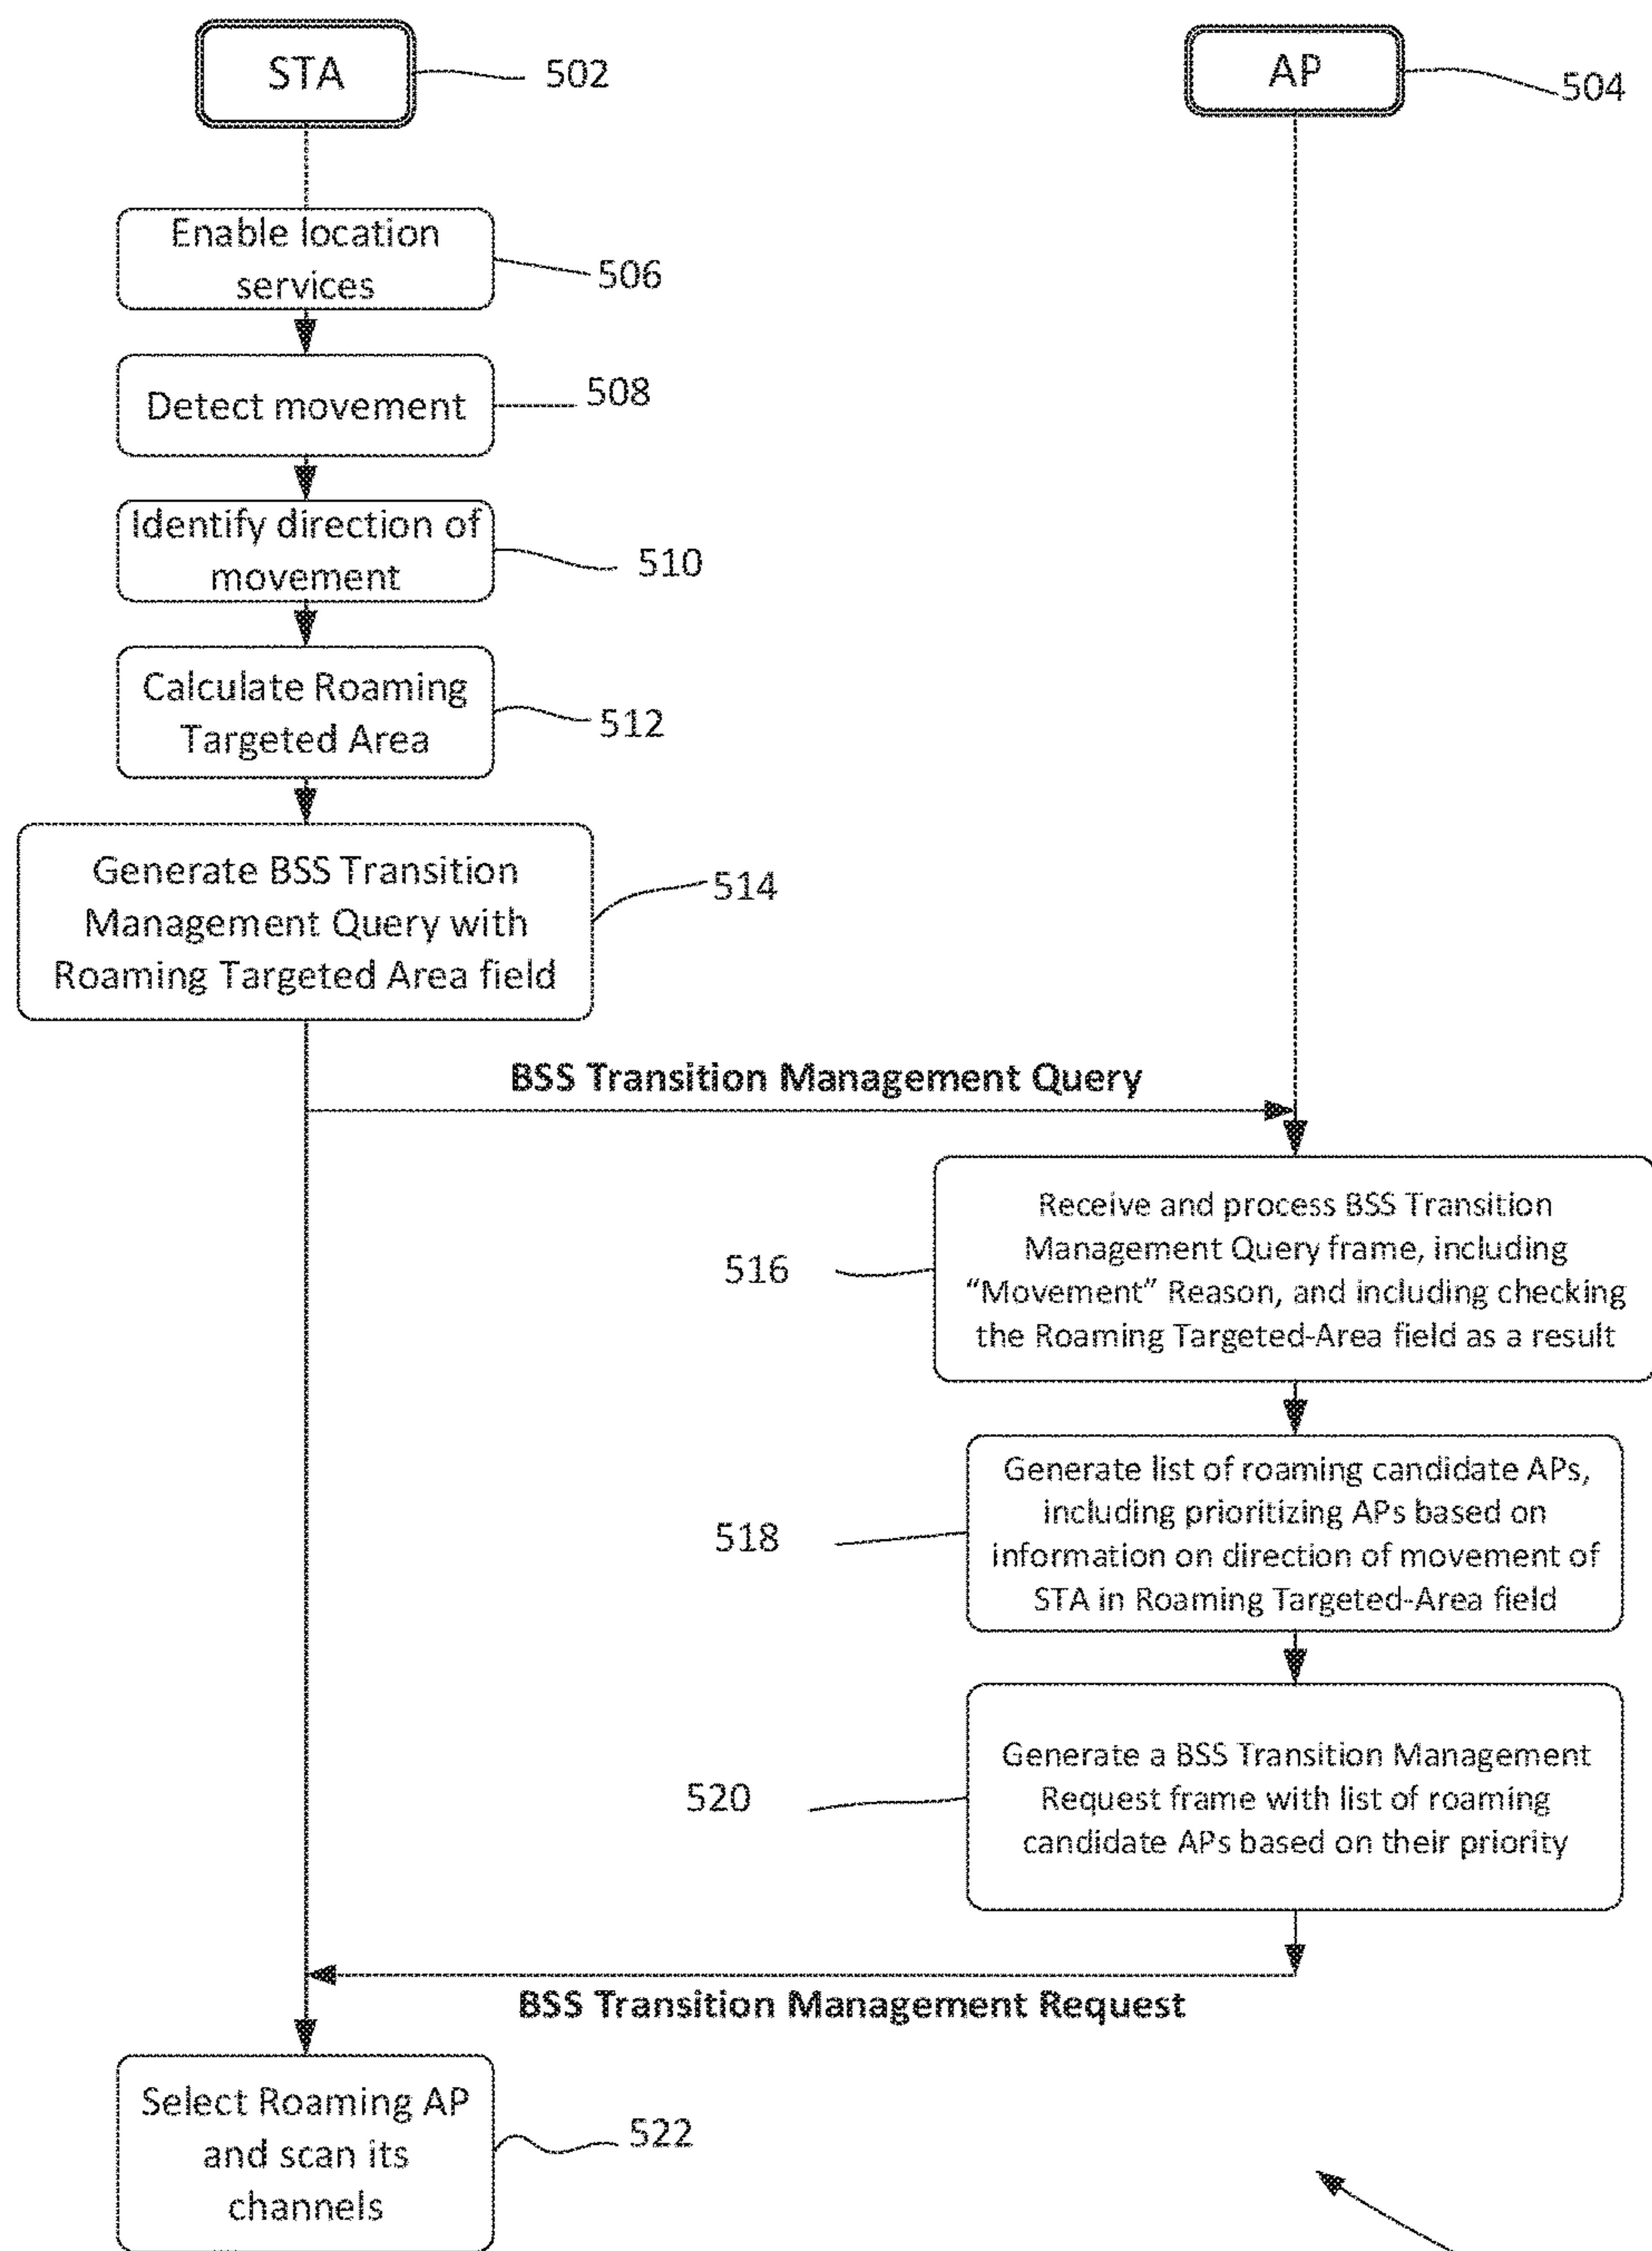 STA
502
AP
504
Enable location
services
506
Detect movement
508
Identify direction of
movement
510
Calculate Roaming
Targeted Area
512
Generate BSS Transition
Management Query with
Roaming Targeted Area field
514
BSS Transition Management Query
Receive and process BSS Transition
Management Query frame, including
“Movement” Reason, and including checking
the Roaming Targeted-Area field as a result
516
Generate list of roaming candidate APs,
including prioritizing APs based on
information on direction of movement of
STA in Roaming Targeted-Area field
518
Generate a BSS Transition Management
Request frame with list of roaming
candidate APs based on their priority
520
BSS Transition Management Request
Select Roaming AP
and scan its
channels
522